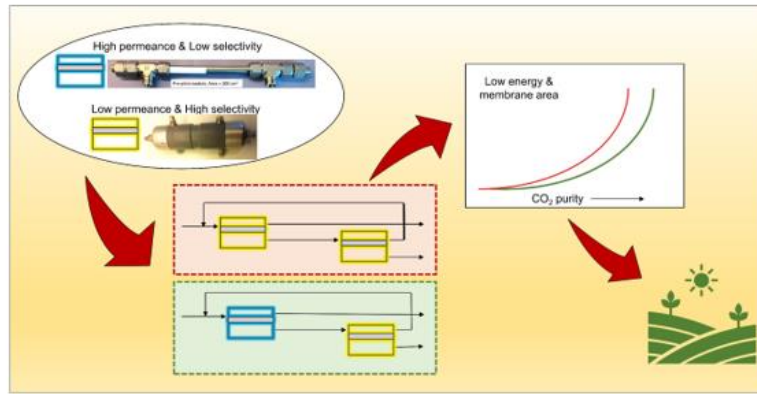 High permeance & Low selectivity
Low permeance & High selectivity
Low energy &
membrane area
CO₂ purity